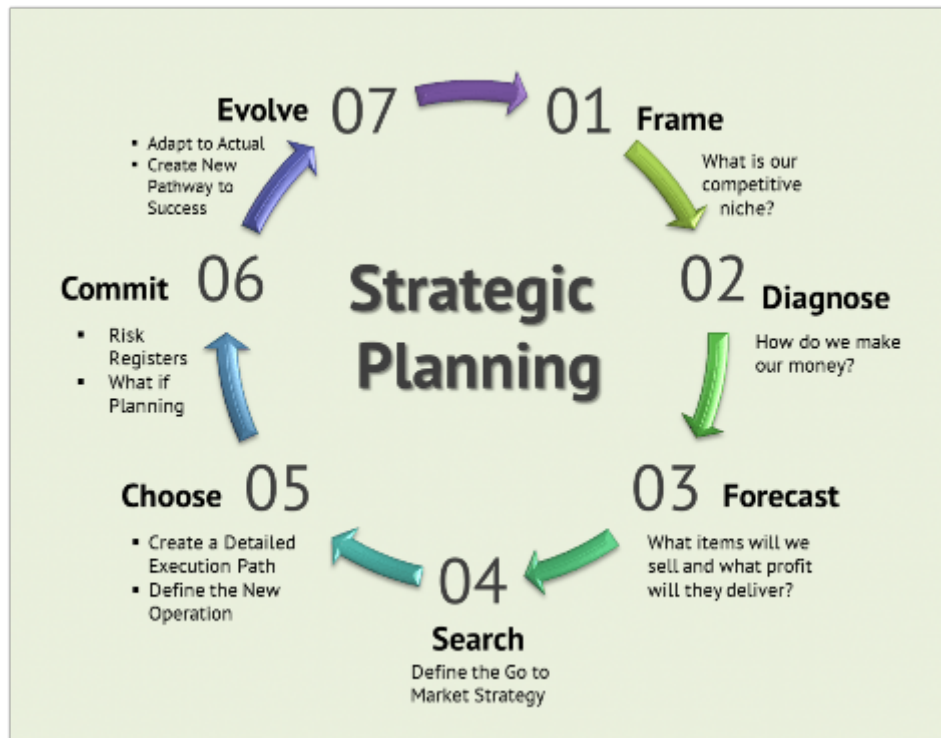 Strategic
Planning
01
Frame
What is our
competitive
niche?
02
Diagnose
How do we make
our money?
03
Forecast
What items will we
sell and what profit
will they deliver?
04
Search
Define the Go to
Market Strategy
05
Choose
▪ Create a Detailed
Execution Path
▪ Define the New
Operation
06
Commit
▪ Risk
Registers
▪ What if
Planning
07
Evolve
▪ Adapt to Actual
▪ Create New
Pathway to
Success